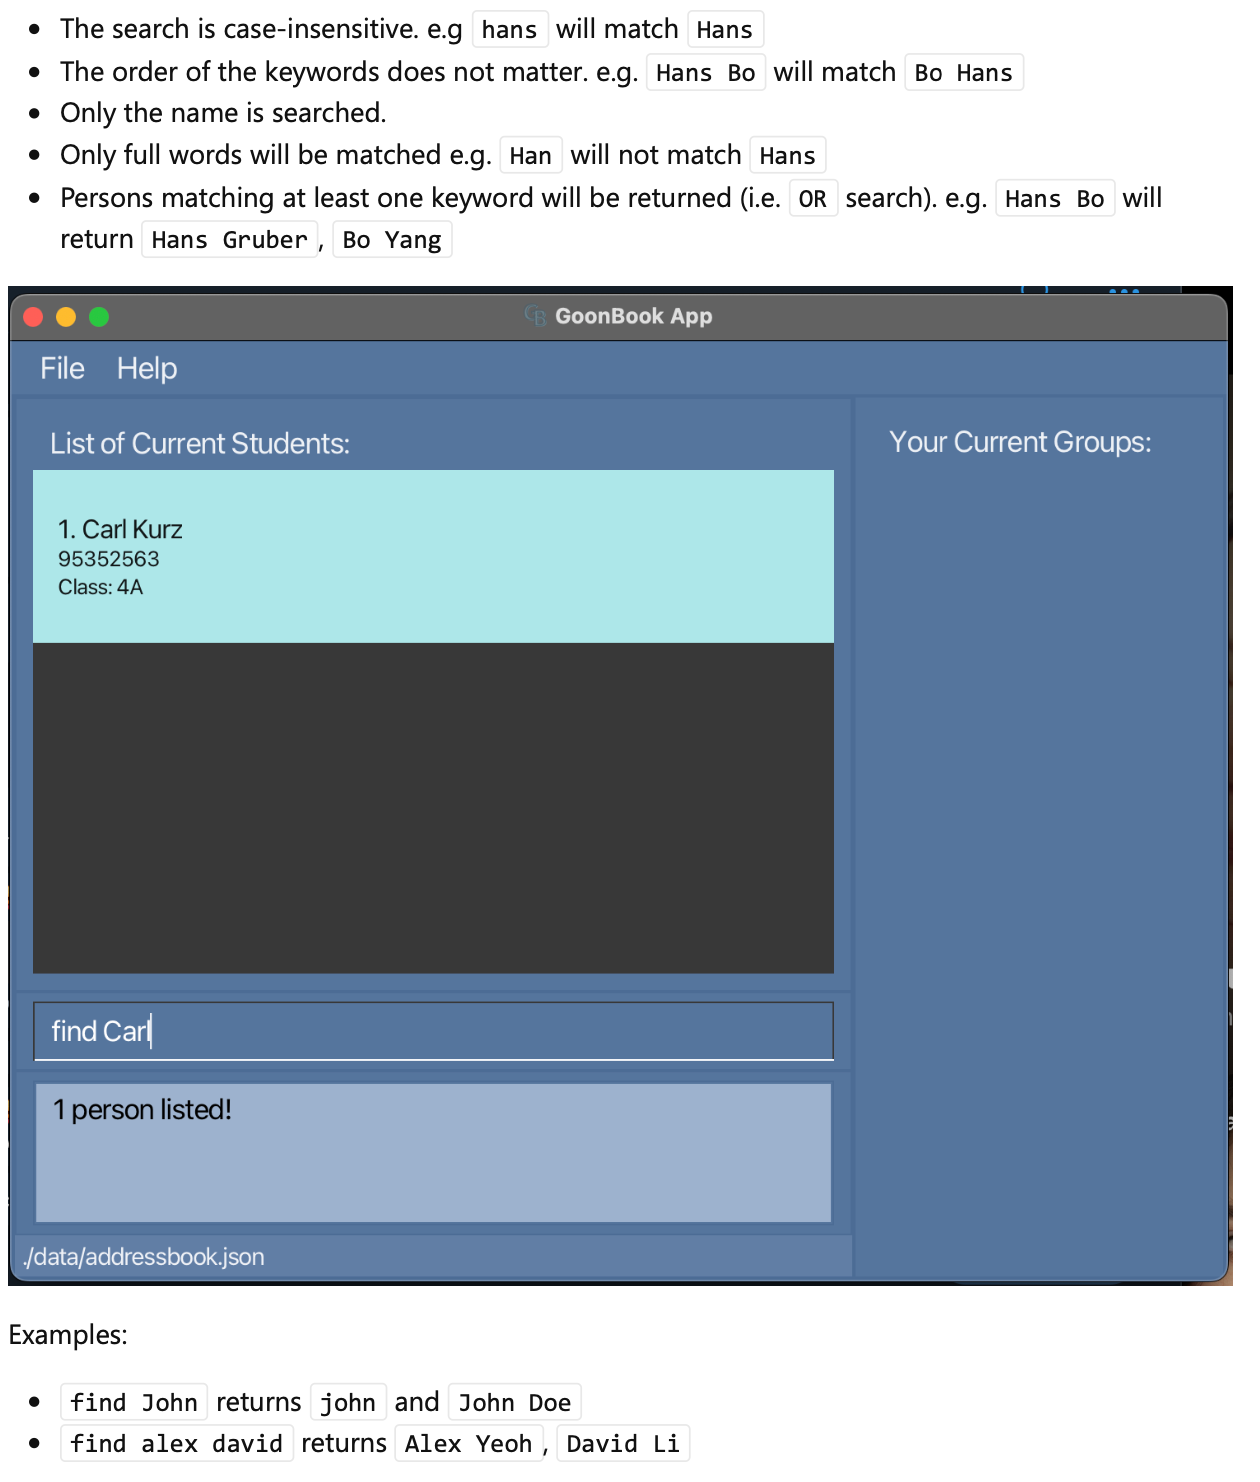 The search is case-insensitive. e.g hans will match Hans
The order of the keywords does not matter. e.g. Hans Bo will match Bo Hans
Only the name is searched.
Only full words will be matched e.g. Han will not match Hans
Persons matching at least one keyword will be returned (i.e. OR search). e.g. Hans Bo will
return Hans Gruber, Bo Yang
GoonBook App
File Help
List of Current Students:
Your Current Groups:
1. Carl Kurz
95352563
Class: 4A
find Carl
1 person listed!
./data/addressbook.json
Examples:
find John returns john and John Doe
find alex david returns Alex Yeoh, David Li